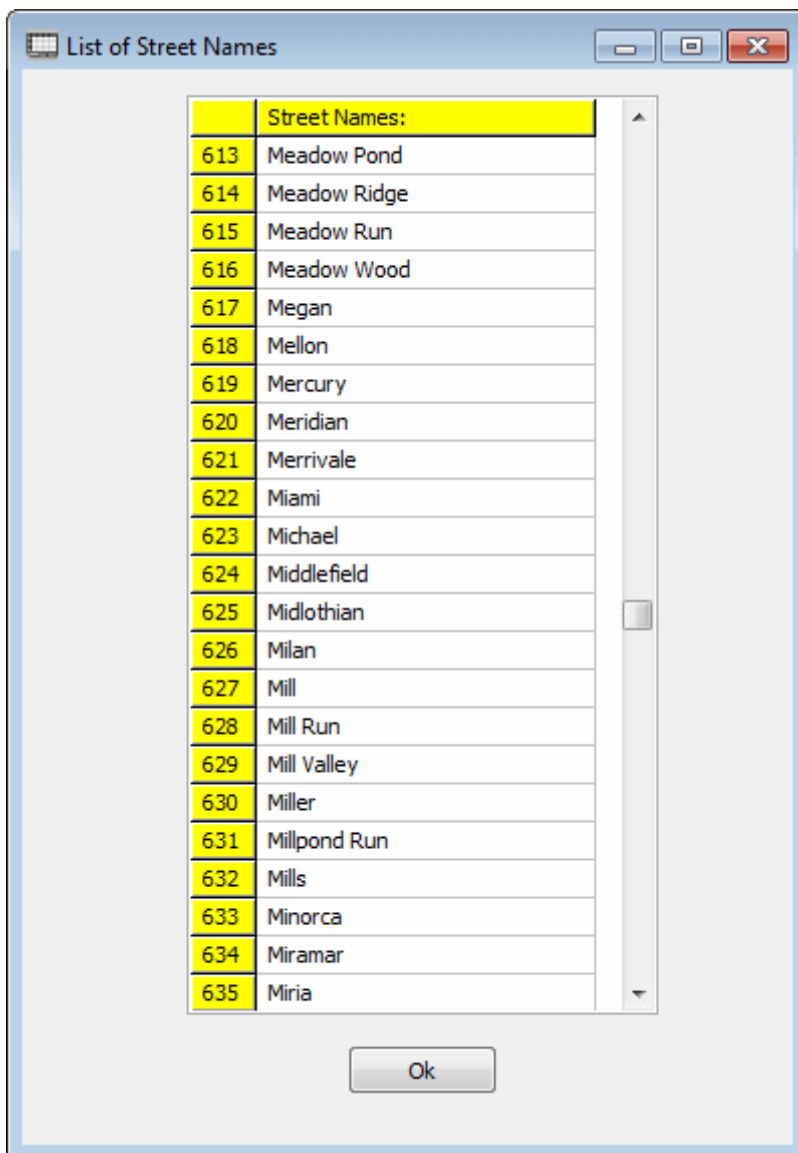 List of Street Names
Street Names:
613 Meadow Pond
614 Meadow Ridge
615 Meadow Run
616 Meadow Wood
617 Megan
618 Mellon
619 Mercury
620 Meridian
621 Merrivale
622 Miami
623 Michael
624 Middlefield
625 Midlothian
626 Milan
627 Mill
628 Mill Run
629 Mill Valley
630 Miller
631 Millpond Run
632 Mills
633 Minorca
634 Miramar
635 Miria
Ok